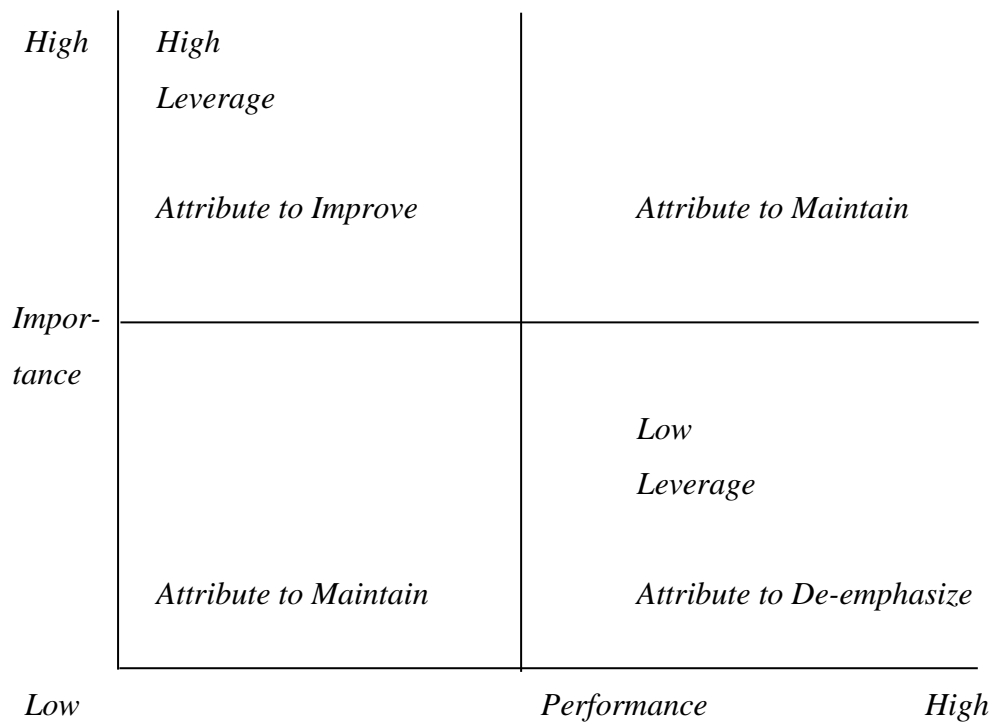 High
High
Leverage
Attribute to Improve
Attribute to Maintain
Impor-
tance
Low
Leverage
Attribute to Maintain
Attribute to De-emphasize
Low
Performance
High